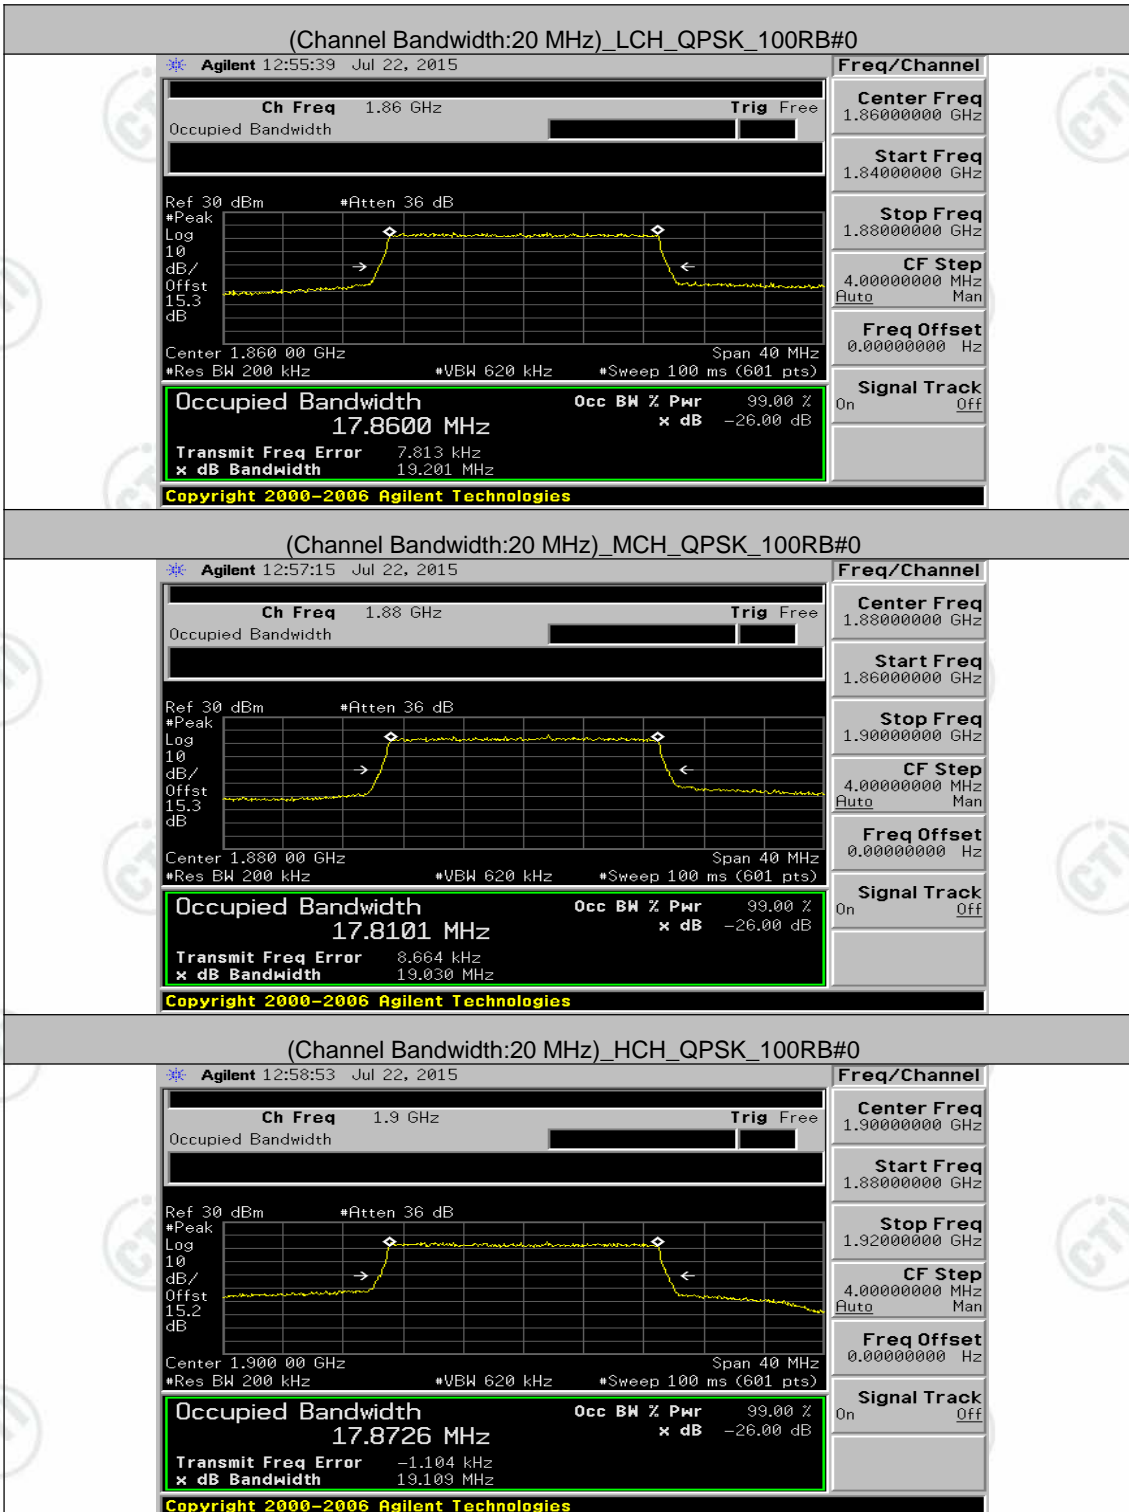 (Channel Bandwidth:20 MHz)_LCH_QPSK_100RB#0
Agilent 12:55:39 Jul 22, 2015
Freq/Channel
Ch Freq 1.86 GHz Trig Free
Occupied Bandwidth
Center Freq
1.86000000 GHz
Start Freq
1.84000000 GHz
Stop Freq
1.88000000 GHz
CF Step
4.00000000 MHz
Auto Man
Freq Offset
0.00000000 Hz
Signal Track
On Off
Ref 30 dBm #Atten 36 dB
#Peak
Log
10
dB/
Offst
15.3
dB
Center 1.860 00 GHz Span 40 MHz
#Res BW 200 kHz #VBW 620 kHz #Sweep 100 ms (601 pts)
Occupied Bandwidth Occ BW % Pwr 99.00 %
17.8600 MHz x dB -26.00 dB
Transmit Freq Error 7.813 kHz
x dB Bandwidth 19.201 MHz
Copyright 2000-2006 Agilent Technologies
(Channel Bandwidth:20 MHz)_MCH_QPSK_100RB#0
Agilent 12:57:15 Jul 22, 2015
Freq/Channel
Ch Freq 1.88 GHz Trig Free
Occupied Bandwidth
Center Freq
1.88000000 GHz
Start Freq
1.86000000 GHz
Stop Freq
1.90000000 GHz
CF Step
4.00000000 MHz
Auto Man
Freq Offset
0.00000000 Hz
Signal Track
On Off
Ref 30 dBm #Atten 36 dB
#Peak
Log
10
dB/
Offst
15.3
dB
Center 1.880 00 GHz Span 40 MHz
#Res BW 200 kHz #VBW 620 kHz #Sweep 100 ms (601 pts)
Occupied Bandwidth Occ BW % Pwr 99.00 %
17.8101 MHz x dB -26.00 dB
Transmit Freq Error 8.664 kHz
x dB Bandwidth 19.030 MHz
Copyright 2000-2006 Agilent Technologies
(Channel Bandwidth:20 MHz)_HCH_QPSK_100RB#0
Agilent 12:58:53 Jul 22, 2015
Freq/Channel
Ch Freq 1.9 GHz Trig Free
Occupied Bandwidth
Center Freq
1.90000000 GHz
Start Freq
1.88000000 GHz
Stop Freq
1.92000000 GHz
CF Step
4.00000000 MHz
Auto Man
Freq Offset
0.00000000 Hz
Signal Track
On Off
Ref 30 dBm #Atten 36 dB
#Peak
Log
10
dB/
Offst
15.2
dB
Center 1.900 00 GHz Span 40 MHz
#Res BW 200 kHz #VBW 620 kHz #Sweep 100 ms (601 pts)
Occupied Bandwidth Occ BW % Pwr 99.00 %
17.8726 MHz x dB -26.00 dB
Transmit Freq Error -1.104 kHz
x dB Bandwidth 19.109 MHz
Copyright 2000-2006 Agilent Technologies
CTI